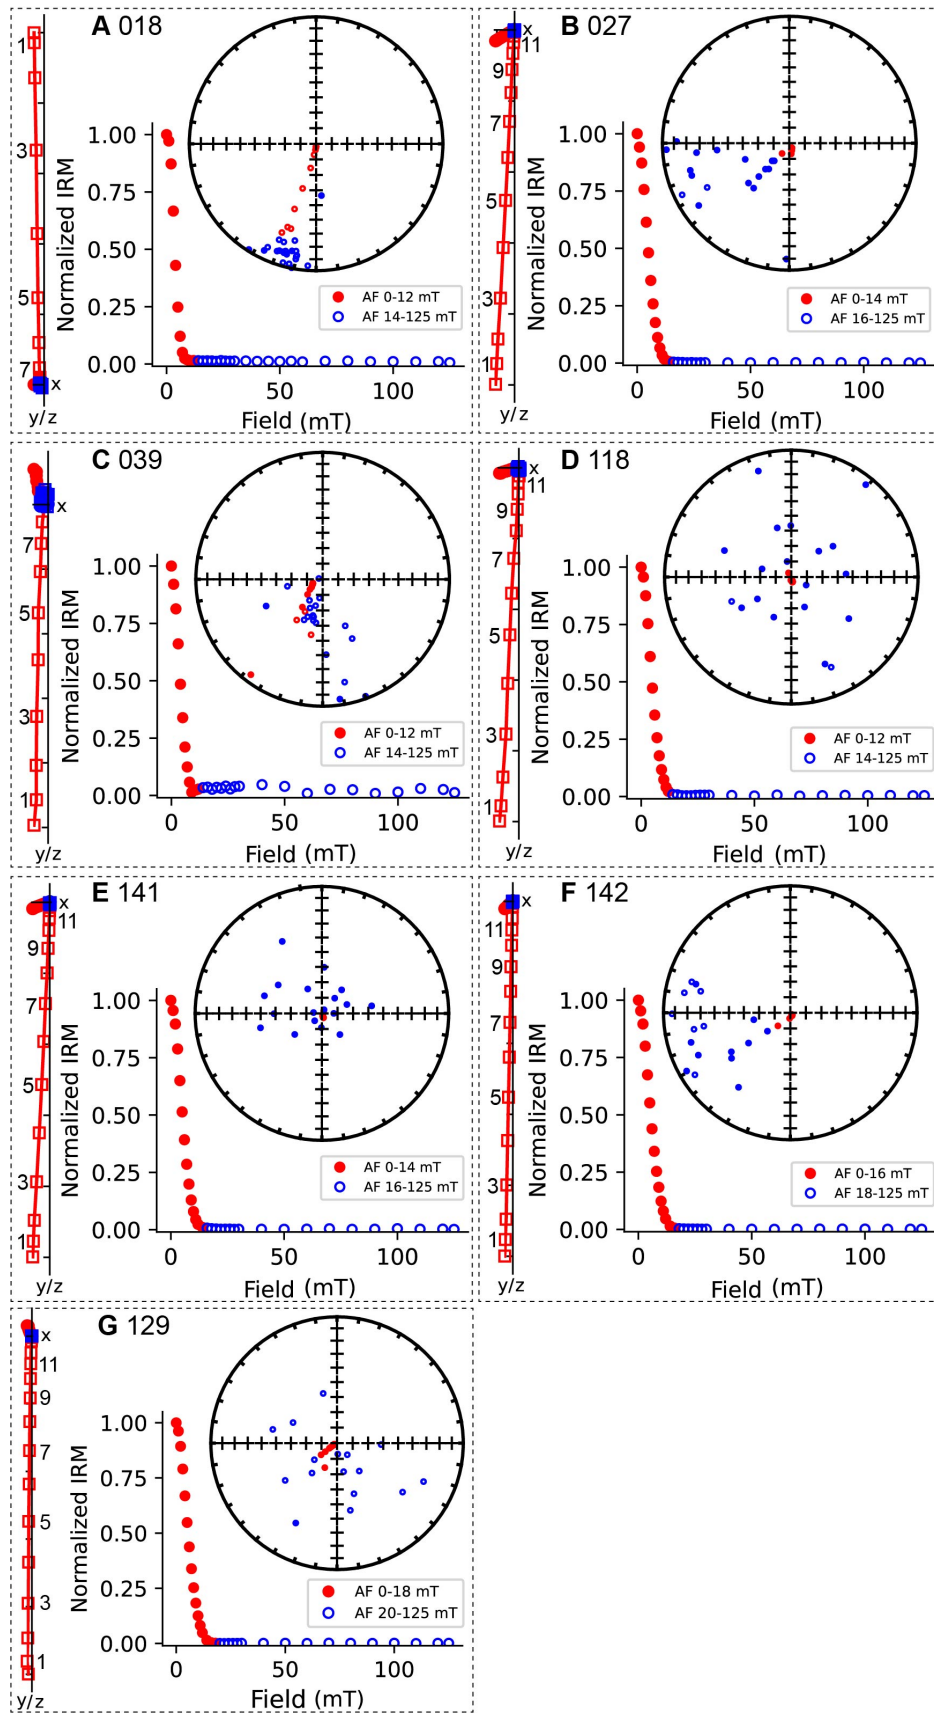 A 018
1
3
5
7
x
y/z
Normalized IRM
1.00
0.75
0.50
0.25
0.00
AF 0-12 mT
AF 14-125 mT
0 50 100
Field (mT)
B 027
x
11
9
7
5
3
1
y/z
Normalized IRM
1.00
0.75
0.50
0.25
0.00
AF 0-14 mT
AF 16-125 mT
0 50 100
Field (mT)
C 039
x
7
5
3
1
y/z
Normalized IRM
1.00
0.75
0.50
0.25
0.00
AF 0-12 mT
AF 14-125 mT
0 50 100
Field (mT)
D 118
x
11
9
7
5
3
1
y/z
Normalized IRM
1.00
0.75
0.50
0.25
0.00
AF 0-12 mT
AF 14-125 mT
0 50 100
Field (mT)
E 141
x
11
9
7
5
3
1
y/z
Normalized IRM
1.00
0.75
0.50
0.25
0.00
AF 0-14 mT
AF 16-125 mT
0 50 100
Field (mT)
F 142
x
11
9
7
5
3
1
y/z
Normalized IRM
1.00
0.75
0.50
0.25
0.00
AF 0-16 mT
AF 18-125 mT
0 50 100
Field (mT)
G 129
x
11
9
7
5
3
1
y/z
Normalized IRM
1.00
0.75
0.50
0.25
0.00
AF 0-18 mT
AF 20-125 mT
0 50 100
Field (mT)